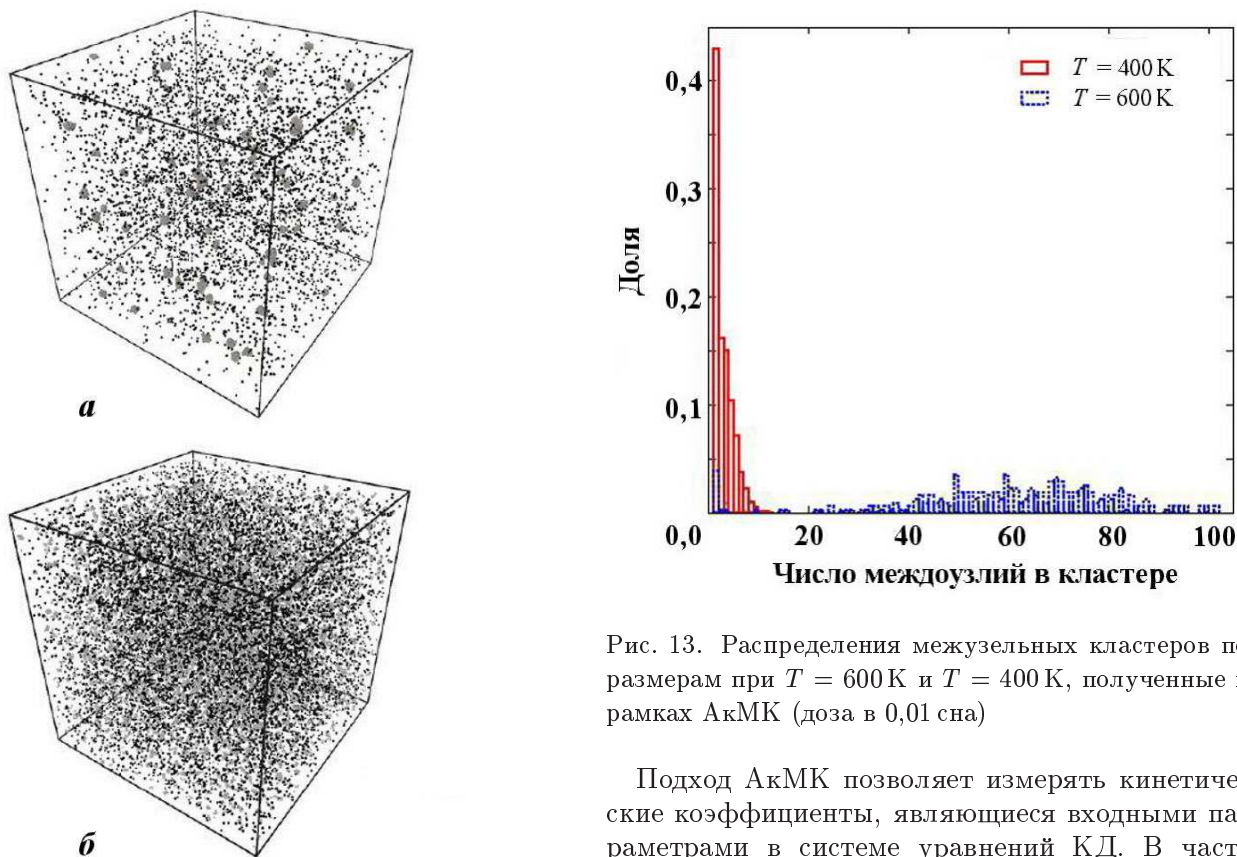 а
б
T = 400 K
T = 600 K
0,4
0,3
0,2
0,1
0,0
20
40
60
80
100
Доля
Число междоузлий в кластере
Рис. 13. Распределения межузельных кластеров по
размерам при T = 600 K и T = 400 K, полученные
рамках АкМК (доза в 0,01 сна)
Подход АкМК позволяет измерять кинетиче-
ские коэффициенты, являющиеся входными па-
раметрами в системе уравнений КД. В част-